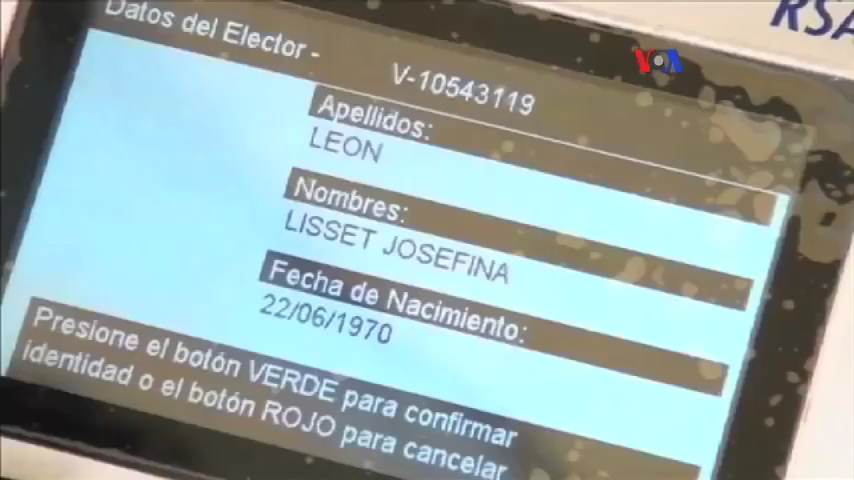 RSA
VOA
Datos del Elector -
V-10543119
Apellidos:
LEON
Nombres:
LISSET JOSEFINA
Fecha de Nacimiento:
22/06/1970
Presione el botón VERDE para confirmar
identidad o el botón ROJO para cancelar